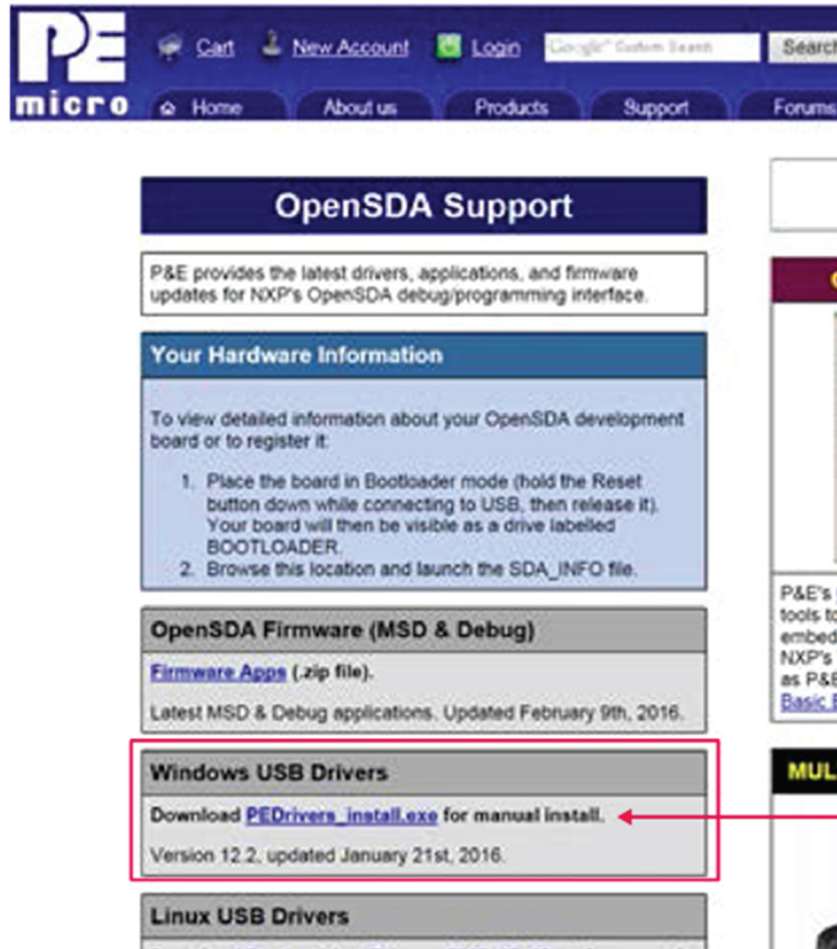 PE
micro
Cart New Account Login Google" Custom Search Search
Home About us Products Support Forums
OpenSDA Support
P&E provides the latest drivers, applications, and firmware
updates for NXP's OpenSDA debug/programming interface.
Your Hardware Information
To view detailed information about your OpenSDA development
board or to register it:
1. Place the board in Bootloader mode (hold the Reset
button down while connecting to USB, then release it).
Your board will then be visible as a drive labelled
BOOTLOADER.
2. Browse this location and launch the SDA_INFO file.
OpenSDA Firmware (MSD & Debug)
Firmware Apps (.zip file).
Latest MSD & Debug applications. Updated February 9th, 2016.
Windows USB Drivers
Download PEDrivers_install.exe for manual install.
Version 12.2, updated January 21st, 2016.
Linux USB Drivers
P&E's
tools to
embed
NXP's
as P&E
Basic E
MUL